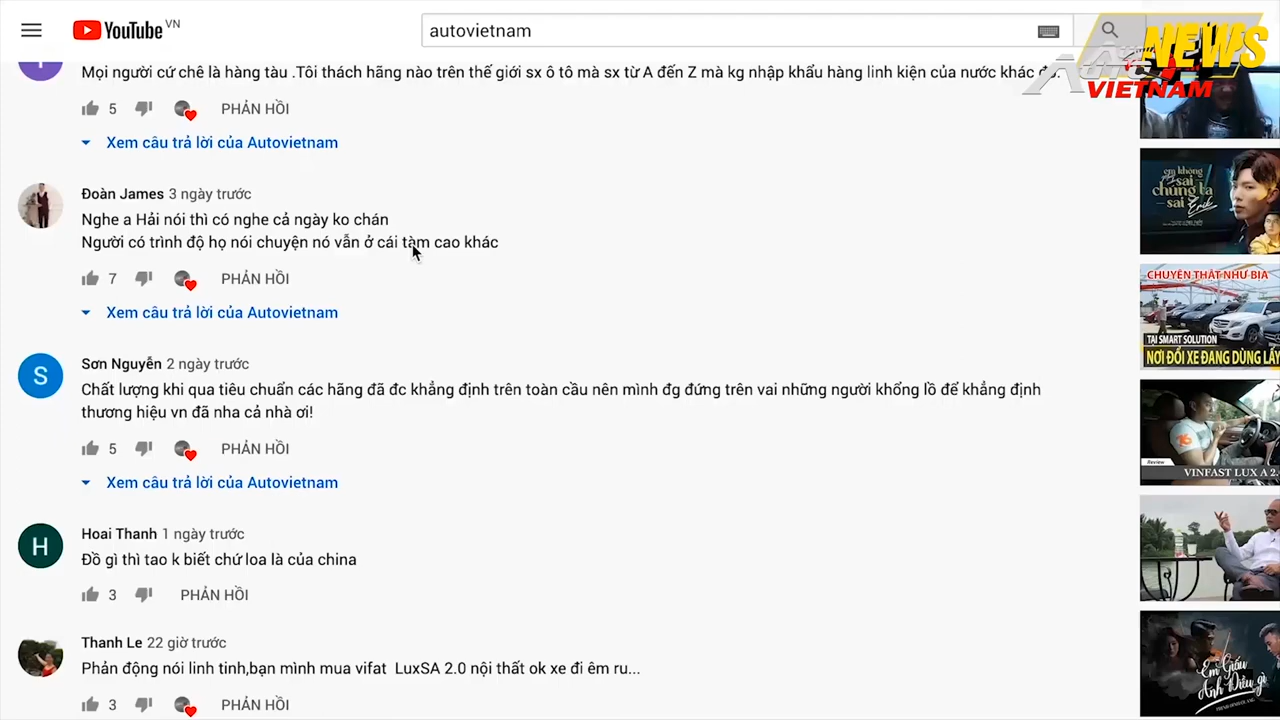 YouTube VN
autovietnam
NEWS
Auto
VIETNAM
Mọi người cứ chê là hàng tàu .Tôi thách hãng nào trên thế giới sx ô tô mà sx từ A đến Z mà kg nhập khẩu hàng linh kiện của nước khác
5 PHẢN HỒI
Xem câu trả lời của Autovietnam
Đoàn James 3 ngày trước
Nghe a Hải nói thì có nghe cả ngày ko chán
Người có trình độ họ nói chuyện nó vẫn ở cái tầm cao khác
7 PHẢN HỒI
Xem câu trả lời của Autovietnam
S
Sơn Nguyễn 2 ngày trước
Chất lượng khi qua tiêu chuẩn các hãng đã đc khẳng định trên toàn cầu nên mình đg đứng trên vai những người khổng lồ để khẳng định
thương hiệu vn đã nha cả nhà ơi!
5 PHẢN HỒI
Xem câu trả lời của Autovietnam
H
Hoai Thanh 1 ngày trước
Đồ gì thì tao k biết chứ loa là của china
3 PHẢN HỒI
Thanh Le 22 giờ trước
Phản động nói linh tinh,bạn mình mua vifat LuxSA 2.0 nội thất ok xe đi êm ru...
3 PHẢN HỒI
em không
sai
chúng ta
sai
Erik
CHUYỆN THẬT NHƯ BỊA
TẠI SMART SOLUTION
NƠI ĐỔI XE ĐANG DÙNG LẤY
Review
VINFAST LUX A 2.
Em Giấu
Anh Điều gì